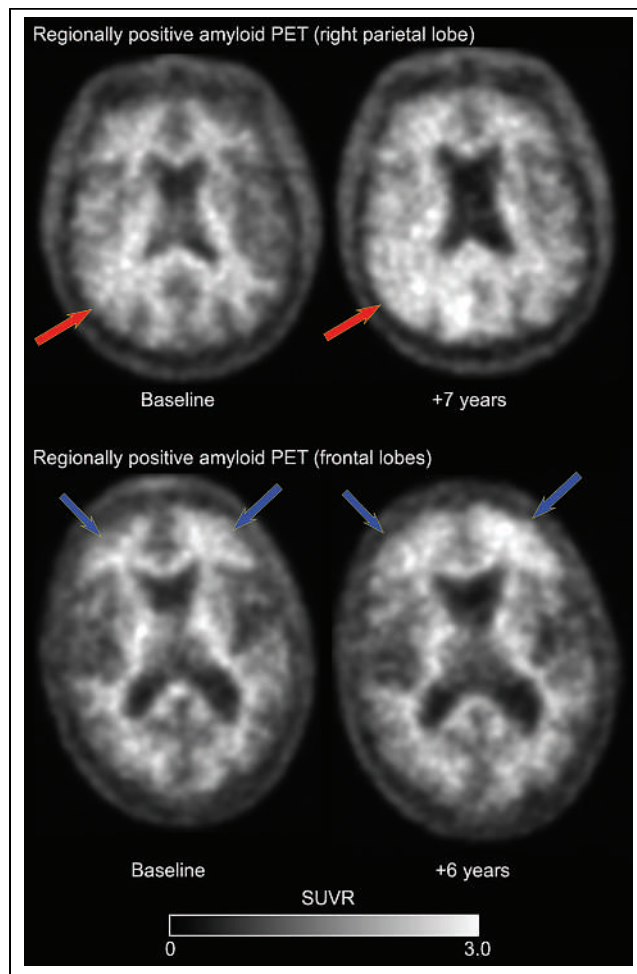 Regionally positive amyloid PET (right parietal lobe)
Baseline
+7 years
Regionally positive amyloid PET (frontal lobes)
Baseline
+6 years
SUVR
0
3.0